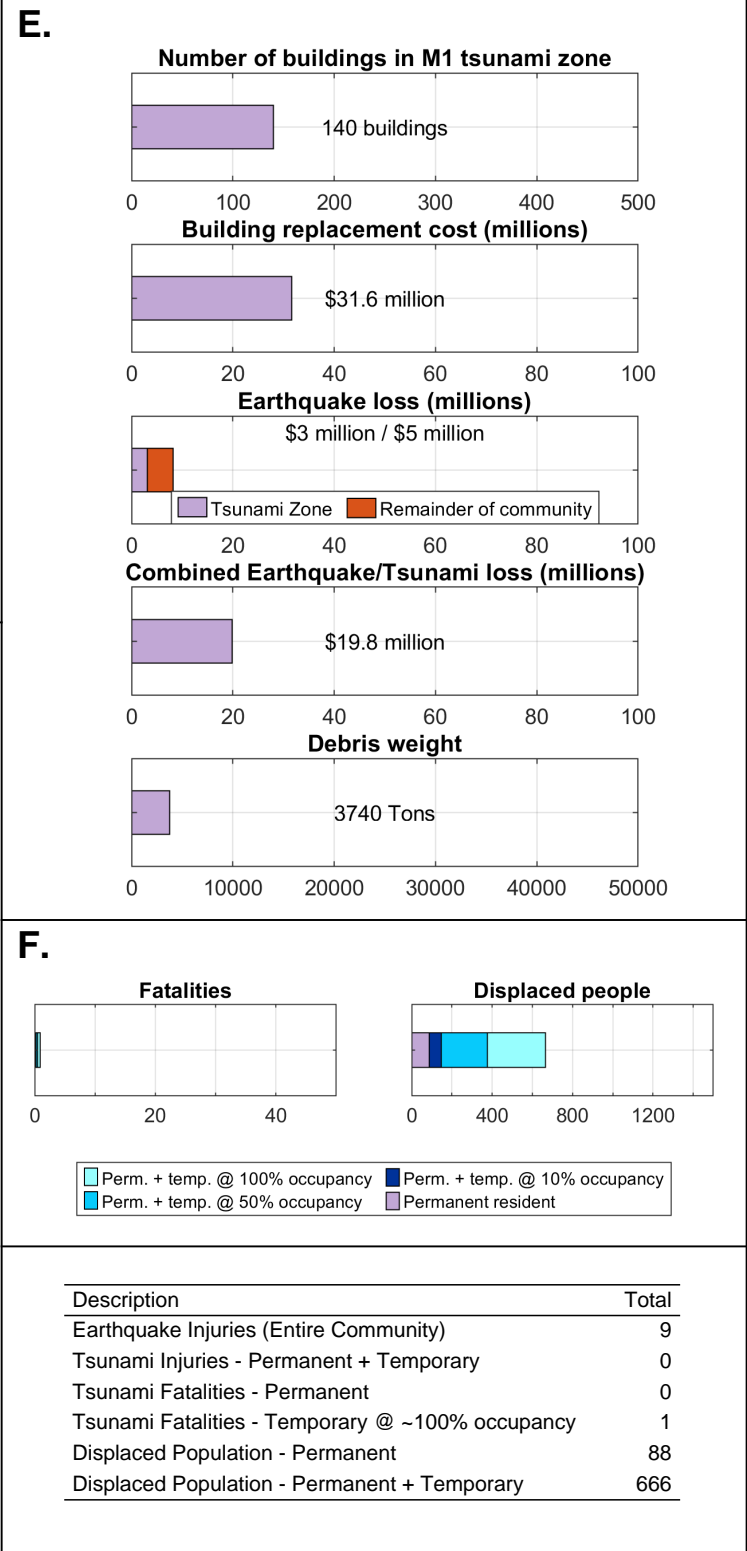 E.
Number of buildings in M1 tsunami zone
140 buildings
0 100 200 300 400 500
Building replacement cost (millions)
$31.6 million
0 20 40 60 80 100
Earthquake loss (millions)
$3 million / $5 million
Tsunami Zone Remainder of community
0 20 40 60 80 100
Combined Earthquake/Tsunami loss (millions)
$19.8 million
0 20 40 60 80 100
Debris weight
3740 Tons
0 10000 20000 30000 40000 50000
F.
Fatalities Displaced people
0 20 40 0 400 800 1200
Perm. + temp. @ 100% occupancy Perm. + temp. @ 10% occupancy
Perm. + temp. @ 50% occupancy Permanent resident
Description Total
Earthquake Injuries (Entire Community) 9
Tsunami Injuries - Permanent + Temporary 0
Tsunami Fatalities - Permanent 0
Tsunami Fatalities - Temporary @ ~100% occupancy 1
Displaced Population - Permanent 88
Displaced Population - Permanent + Temporary 666